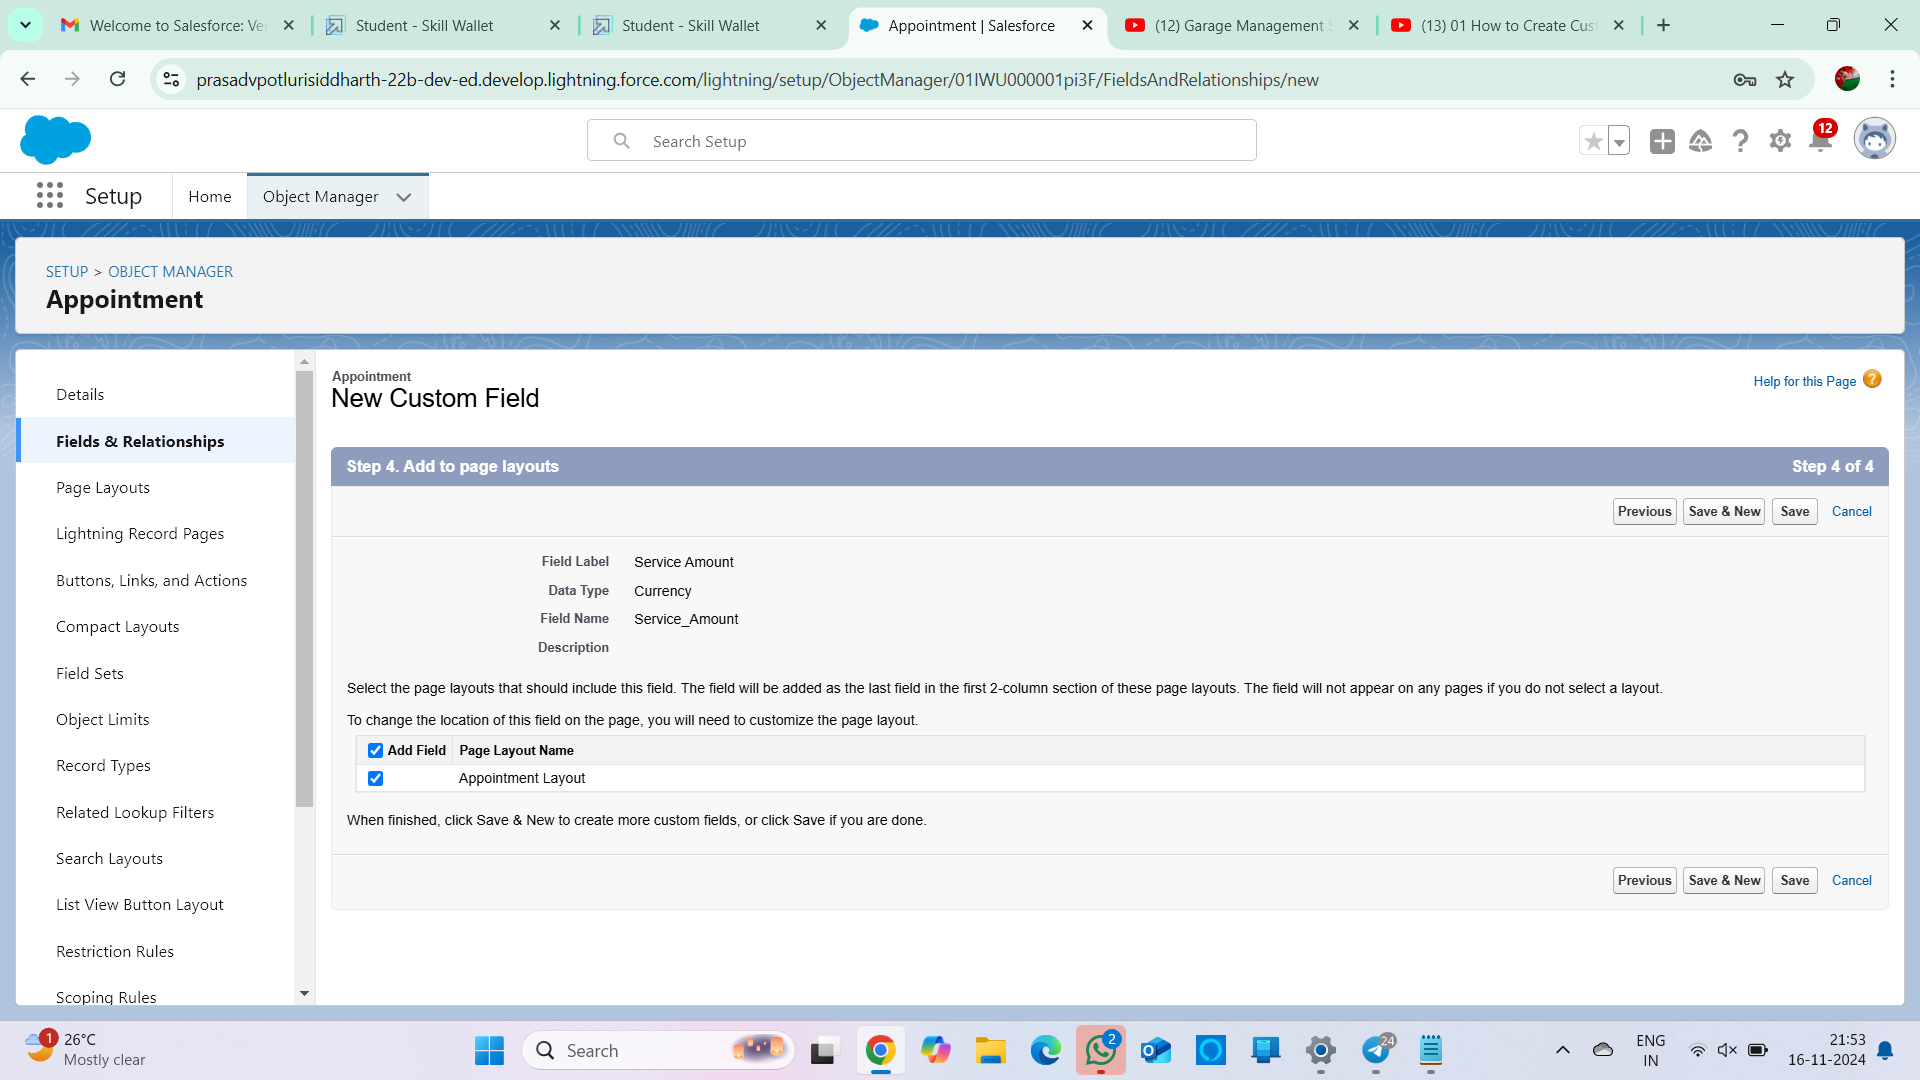 Welcome to Salesforce: Ver
Student - Skill Wallet
Student - Skill Wallet
Appointment | Salesforce
(12) Garage Management S
(13) 01 How to Create Cust
prasadvpotlurisiddharth-22b-dev-ed.develop.lightning.force.com/lightning/setup/ObjectManager/01IWU000001pi3F/FieldsAndRelationships/new
Search Setup
12
Setup
Home
Object Manager
SETUP > OBJECT MANAGER
Appointment
Details
Fields & Relationships
Page Layouts
Lightning Record Pages
Buttons, Links, and Actions
Compact Layouts
Field Sets
Object Limits
Record Types
Related Lookup Filters
Search Layouts
List View Button Layout
Restriction Rules
Scoping Rules
Appointment
New Custom Field
Help for this Page ?
Step 4. Add to page layouts
Step 4 of 4
Previous Save & New Save Cancel
Field Label Service Amount
Data Type Currency
Field Name Service_Amount
Description
Select the page layouts that should include this field. The field will be added as the last field in the first 2-column section of these page layouts. The field will not appear on any pages if you do not select a layout.
To change the location of this field on the page, you will need to customize the page layout.
Add Field Page Layout Name
Appointment Layout
When finished, click Save & New to create more custom fields, or click Save if you are done.
Previous Save & New Save Cancel
1
26°C
Mostly clear
Search
2
24
ENG
IN
21:53
16-11-2024